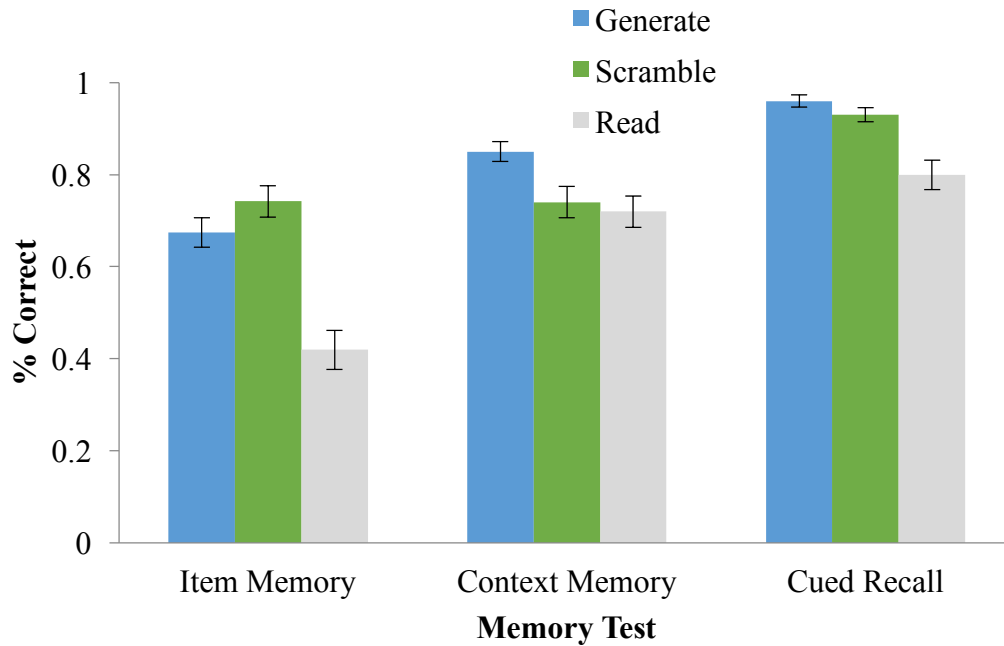 Generate
Scramble
Read
% Correct
1
0.8
0.6
0.4
0.2
0
Item Memory
Context Memory
Cued Recall
Memory Test